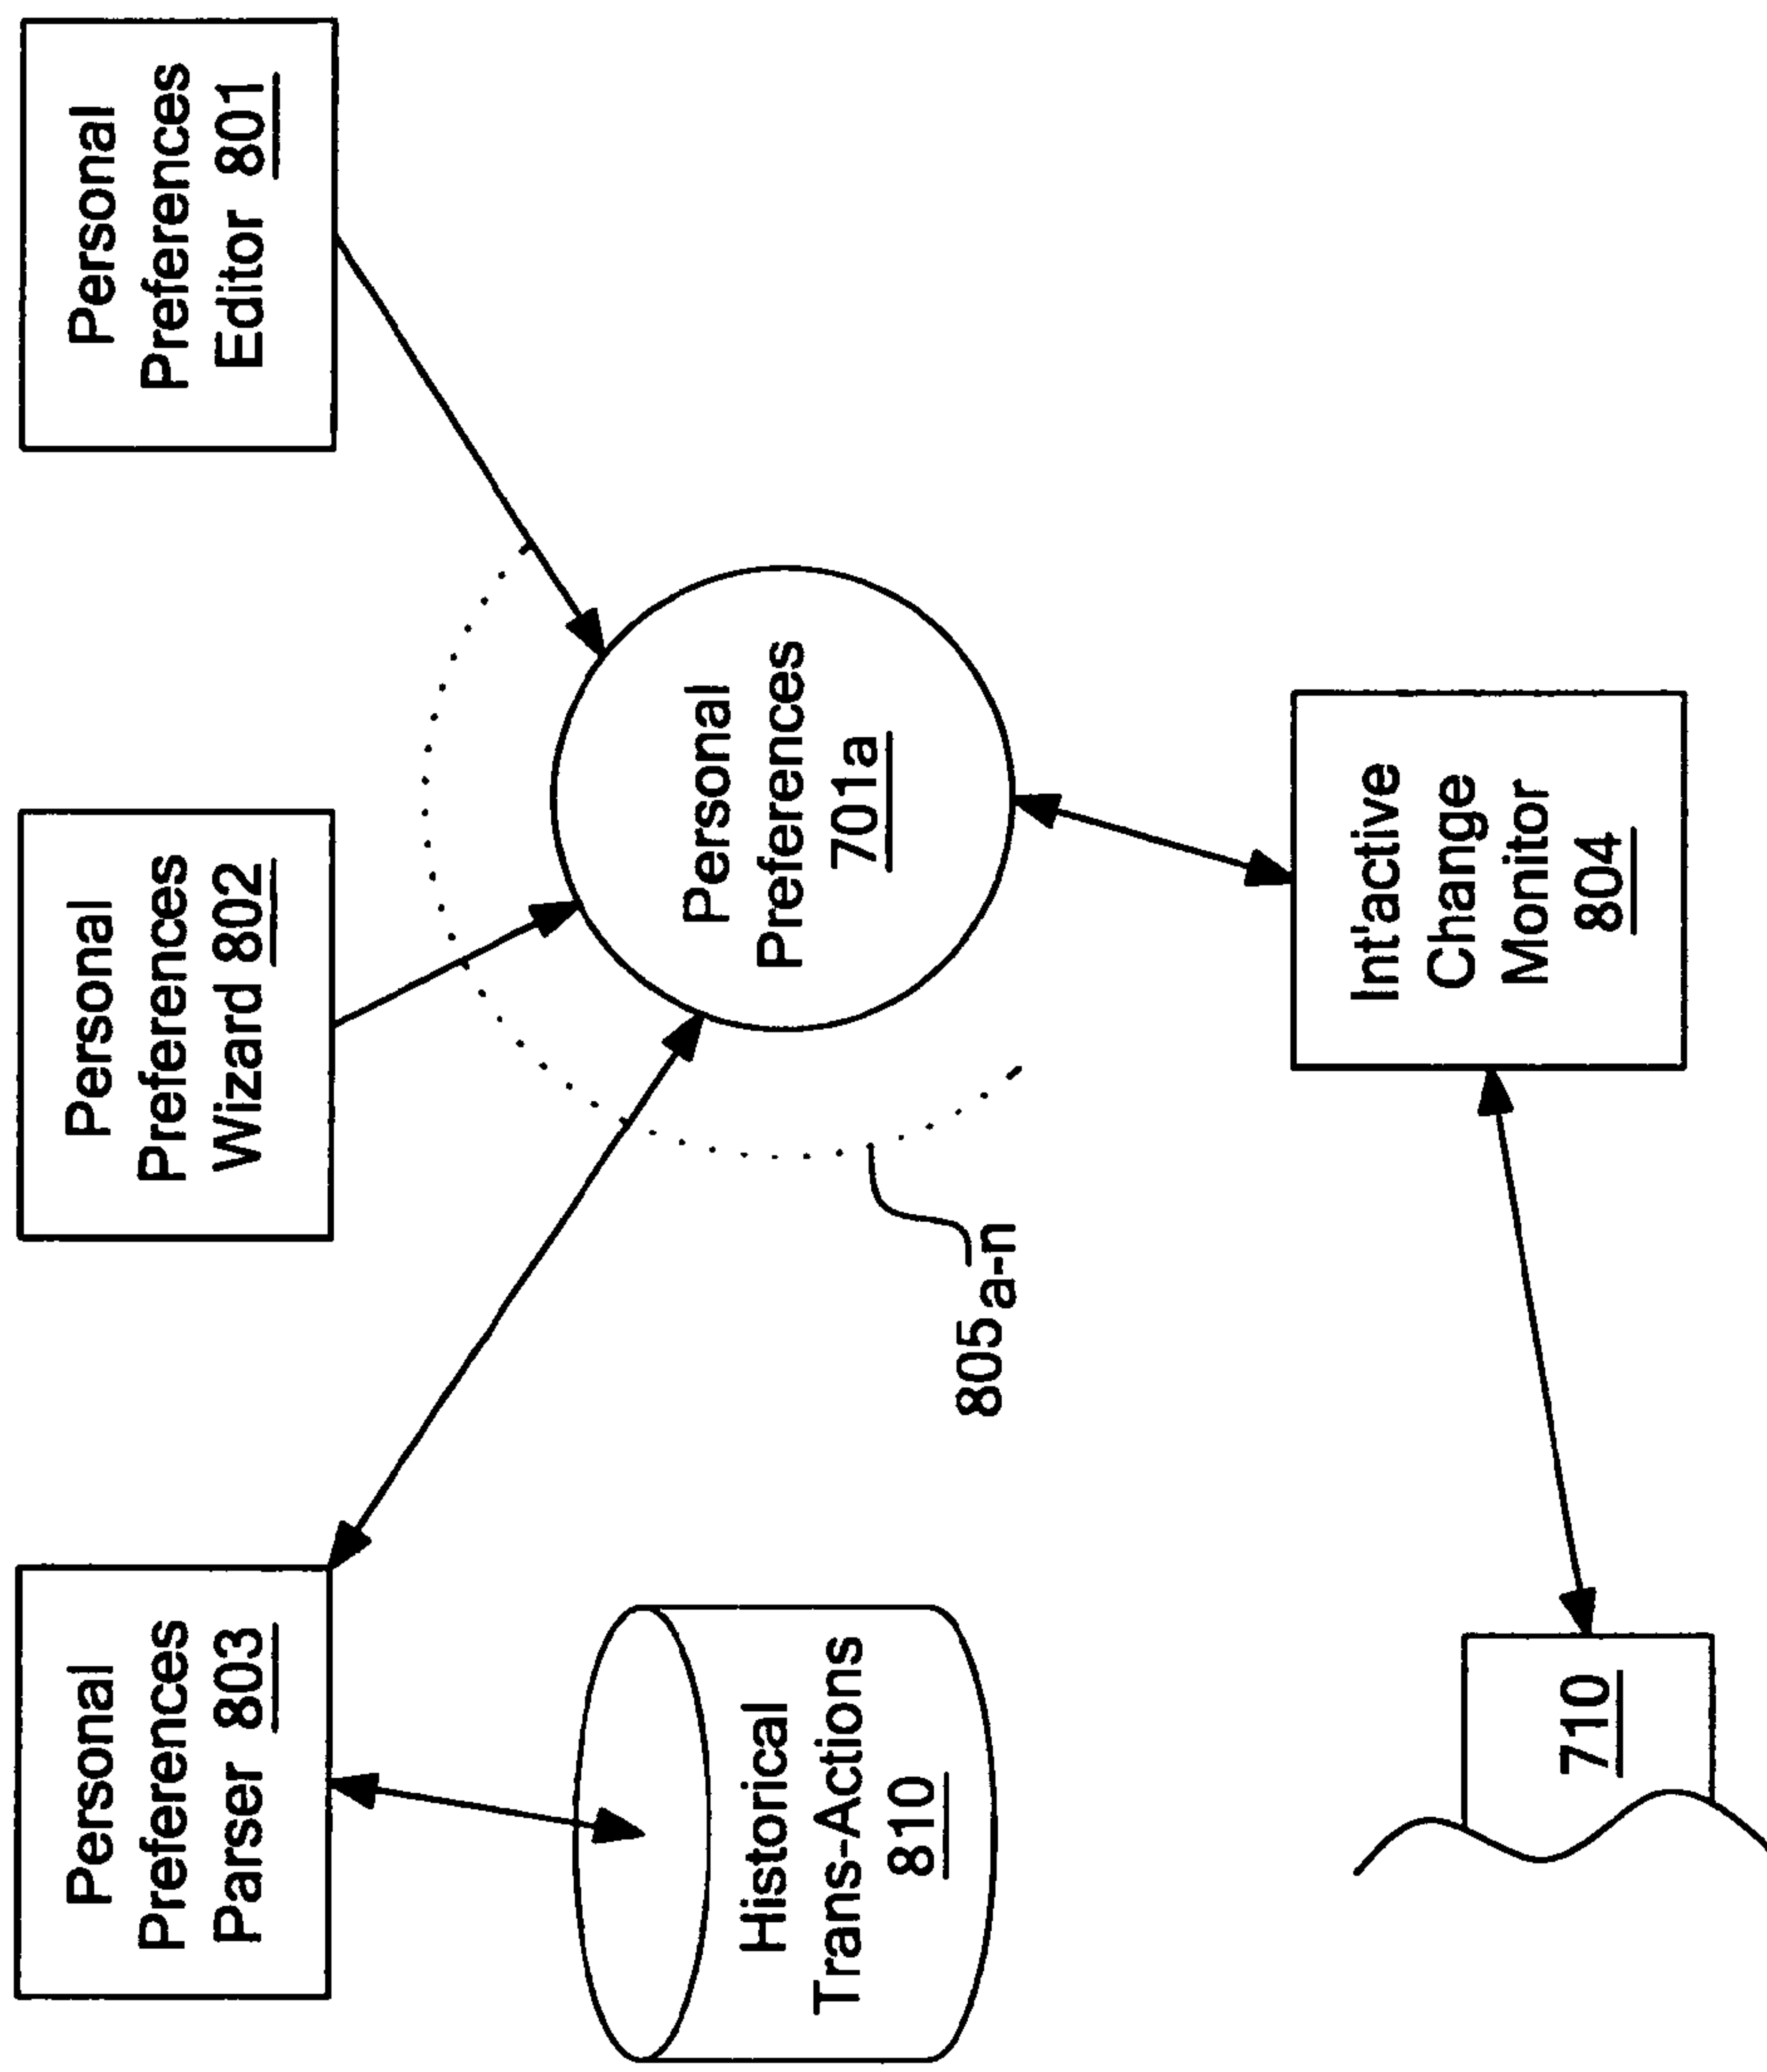 Personal
Preferences
Parser 803
Personal
Preferences
Wizard 802
Personal
Preferences
Editor 801
Historical
Trans-Actions
810
Personal
Preferences
701a
805a-n
710
Int'active
Change
Monitor
804